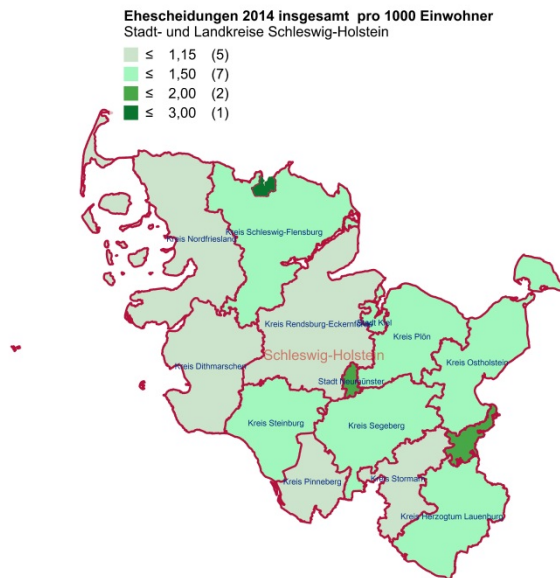 Ehescheidungen 2014 insgesamt pro 1000 Einwohner
Stadt- und Landkreise Schleswig-Holstein
≤ 1,15 (5)
≤ 1,50 (7)
≤ 2,00 (2)
≤ 3,00 (1)
Kreis Schleswig-Flensburg
Kreis Nordfriesland
Kreis Rendsburg-Eckernförde
Stadt Kiel
Kreis Plön
Schleswig-Holstein
Kreis Ostholstein
Kreis Dithmarschen
Stadt Neumünster
Kreis Steinburg
Kreis Segeberg
Kreis Pinneberg
Kreis Stormarn
Kreis Herzogtum Lauenburg